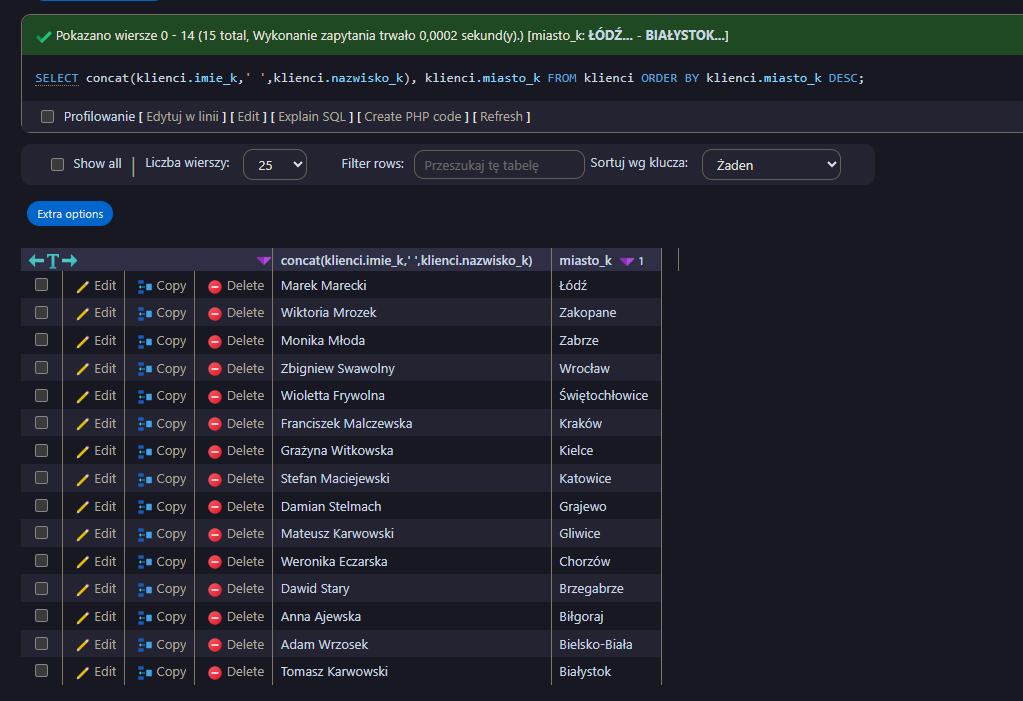 Pokazano wiersze 0 - 14 (15 total, Wykonanie zapytania trwało 0,0002 sekund(y).) [miasto_k: ŁÓDŹ... - BIAŁYSTOK...]
SELECT concat(klienci.imie_k,' ',klienci.nazwisko_k), klienci.miasto_k FROM klienci ORDER BY klienci.miasto_k DESC;
Profilowanie [ Edytuj w linii ] [ Edit ] [ Explain SQL ] [ Create PHP code ] [ Refresh ]
Show all | Liczba wierszy: 25 Filter rows: Przeszukaj tę tabelę Sortuj wg klucza: Żaden
Extra options
←T→ concat(klienci.imie_k,' ',klienci.nazwisko_k) miasto_k 1
Edit Copy Delete Marek Marecki Łódź
Edit Copy Delete Wiktoria Mrozek Zakopane
Edit Copy Delete Monika Młoda Zabrze
Edit Copy Delete Zbigniew Swawolny Wrocław
Edit Copy Delete Wioletta Frywolna Świętochłowice
Edit Copy Delete Franciszek Malczewska Kraków
Edit Copy Delete Grażyna Witkowska Kielce
Edit Copy Delete Stefan Maciejewski Katowice
Edit Copy Delete Damian Stelmach Grajewo
Edit Copy Delete Mateusz Karwowski Gliwice
Edit Copy Delete Weronika Eczarska Chorzów
Edit Copy Delete Dawid Stary Brzegabrze
Edit Copy Delete Anna Ajewska Biłgoraj
Edit Copy Delete Adam Wrzosek Bielsko-Biała
Edit Copy Delete Tomasz Karwowski Białystok